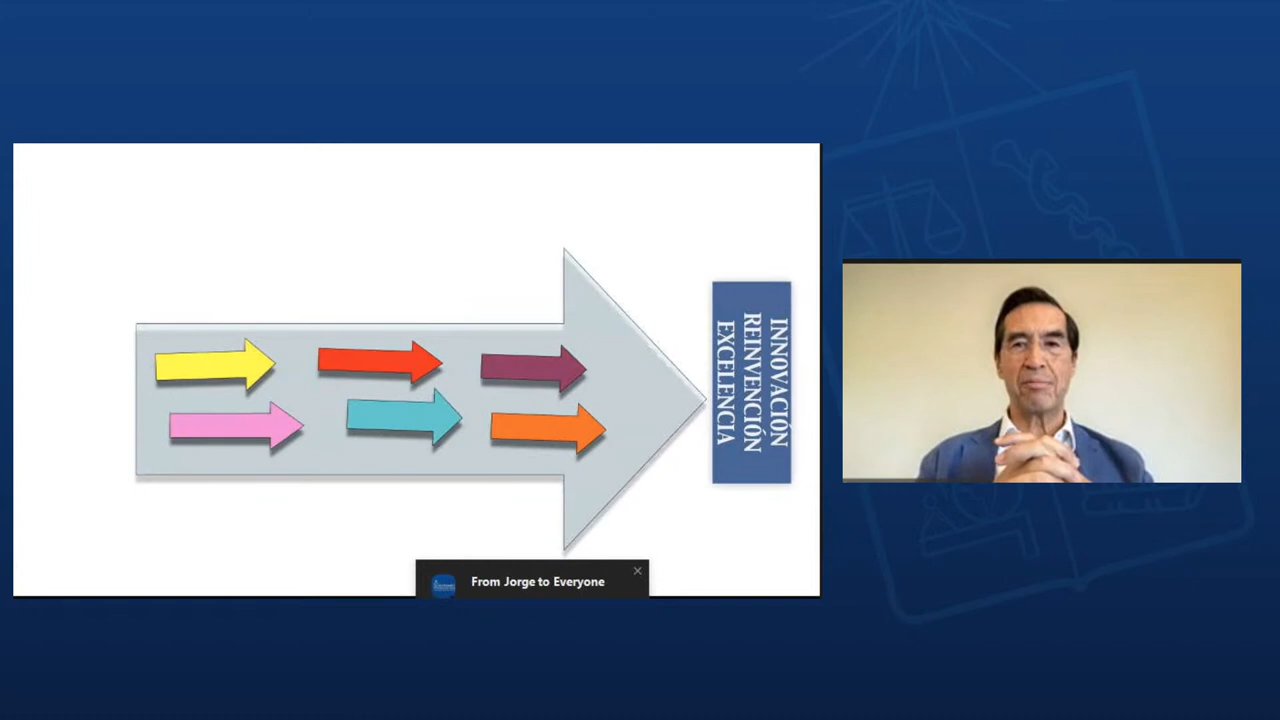 INNOVACIÓN
REINVENCIÓN
EXCELENCIA
From Jorge to Everyone